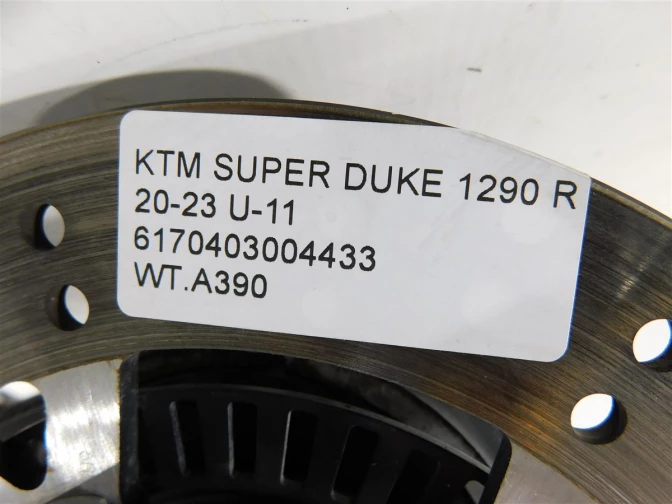 KTM SUPER DUKE 1290 R
20-23 U-11
6170403004433
WT.A390